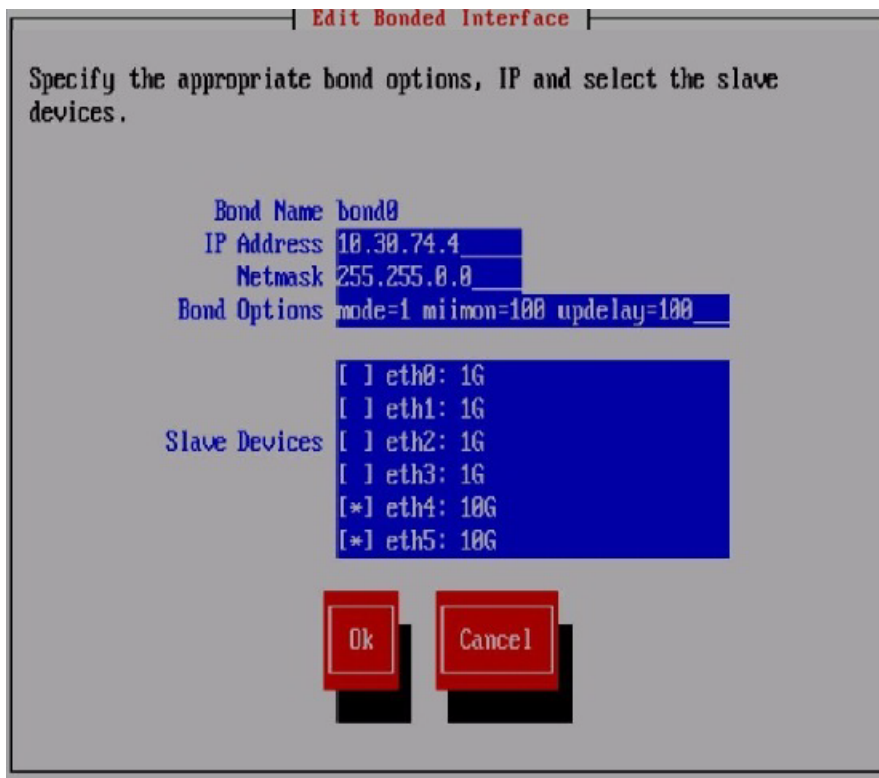 Edit Bonded Interface
Specify the appropriate bond options, IP and select the slave
devices.
Bond Name bond0
IP Address 10.30.74.4
Netmask 255.255.0.0
Bond Options mode=1 miimon=100 updelay=100
[ ] eth0: 1G
[ ] eth1: 1G
Slave Devices [ ] eth2: 1G
[ ] eth3: 1G
[*] eth4: 10G
[*] eth5: 10G
Ok Cancel